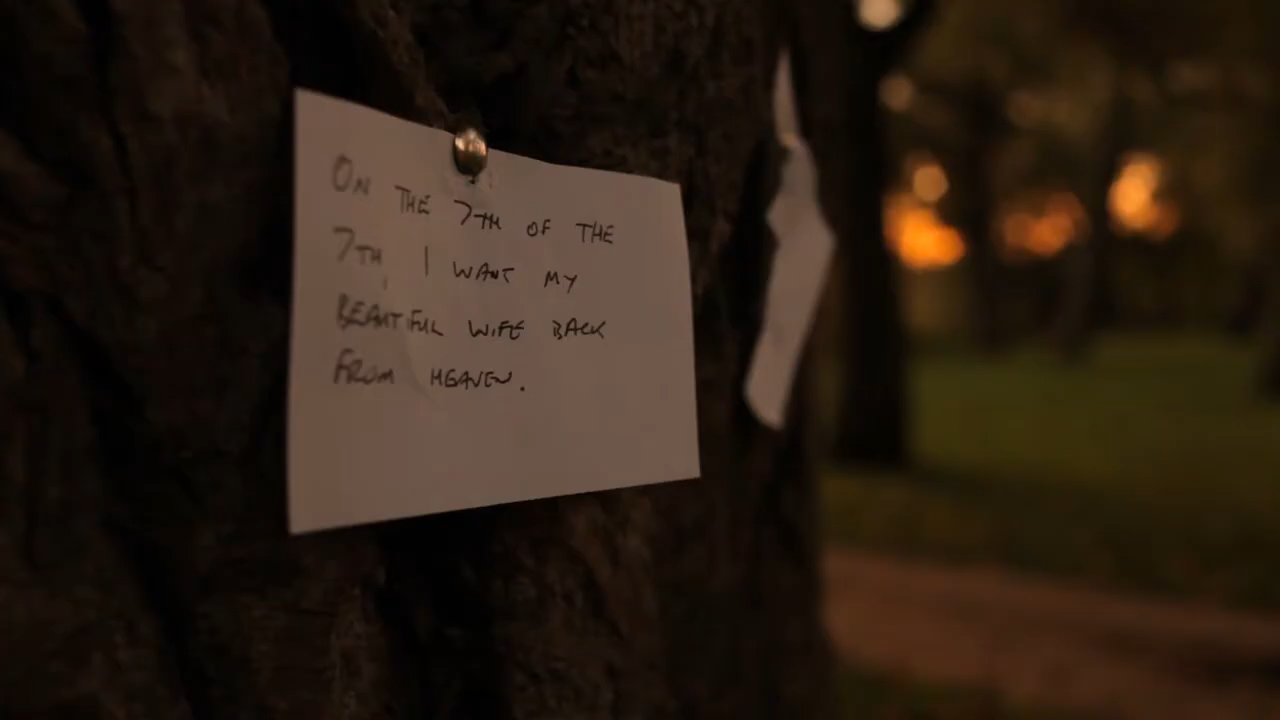 ON THE 7TH OF THE
7TH, I WANT MY
BEAUTIFUL WIFE BACK
FROM HEAVEN.